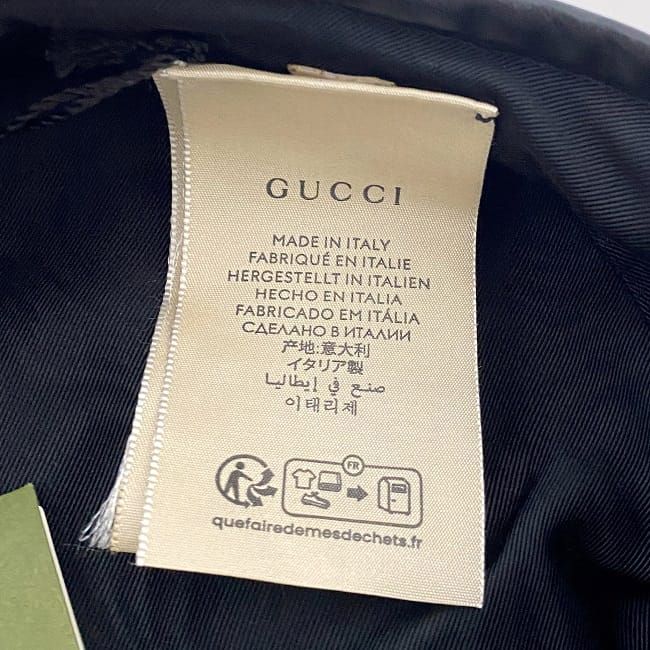 GUCCI
MADE IN ITALY
FABRIQUÉ EN ITALIE
HERGESTELLT IN ITALIEN
HECHO EN ITALIA
FABRICADO EM ITÁLIA
СДЕЛАНО В ИТАЛИИ
产地:意大利
イタリア製
صنع في إيطاليا
이태리제
FR
quefairedemesdechets.fr